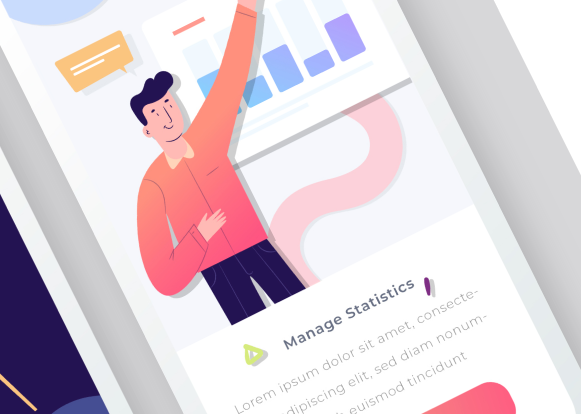 Manage Statistics
Lorem ipsum dolor sit amet, consecte-
dipiscing elit, sed diam nonum-
euismod tincidunt